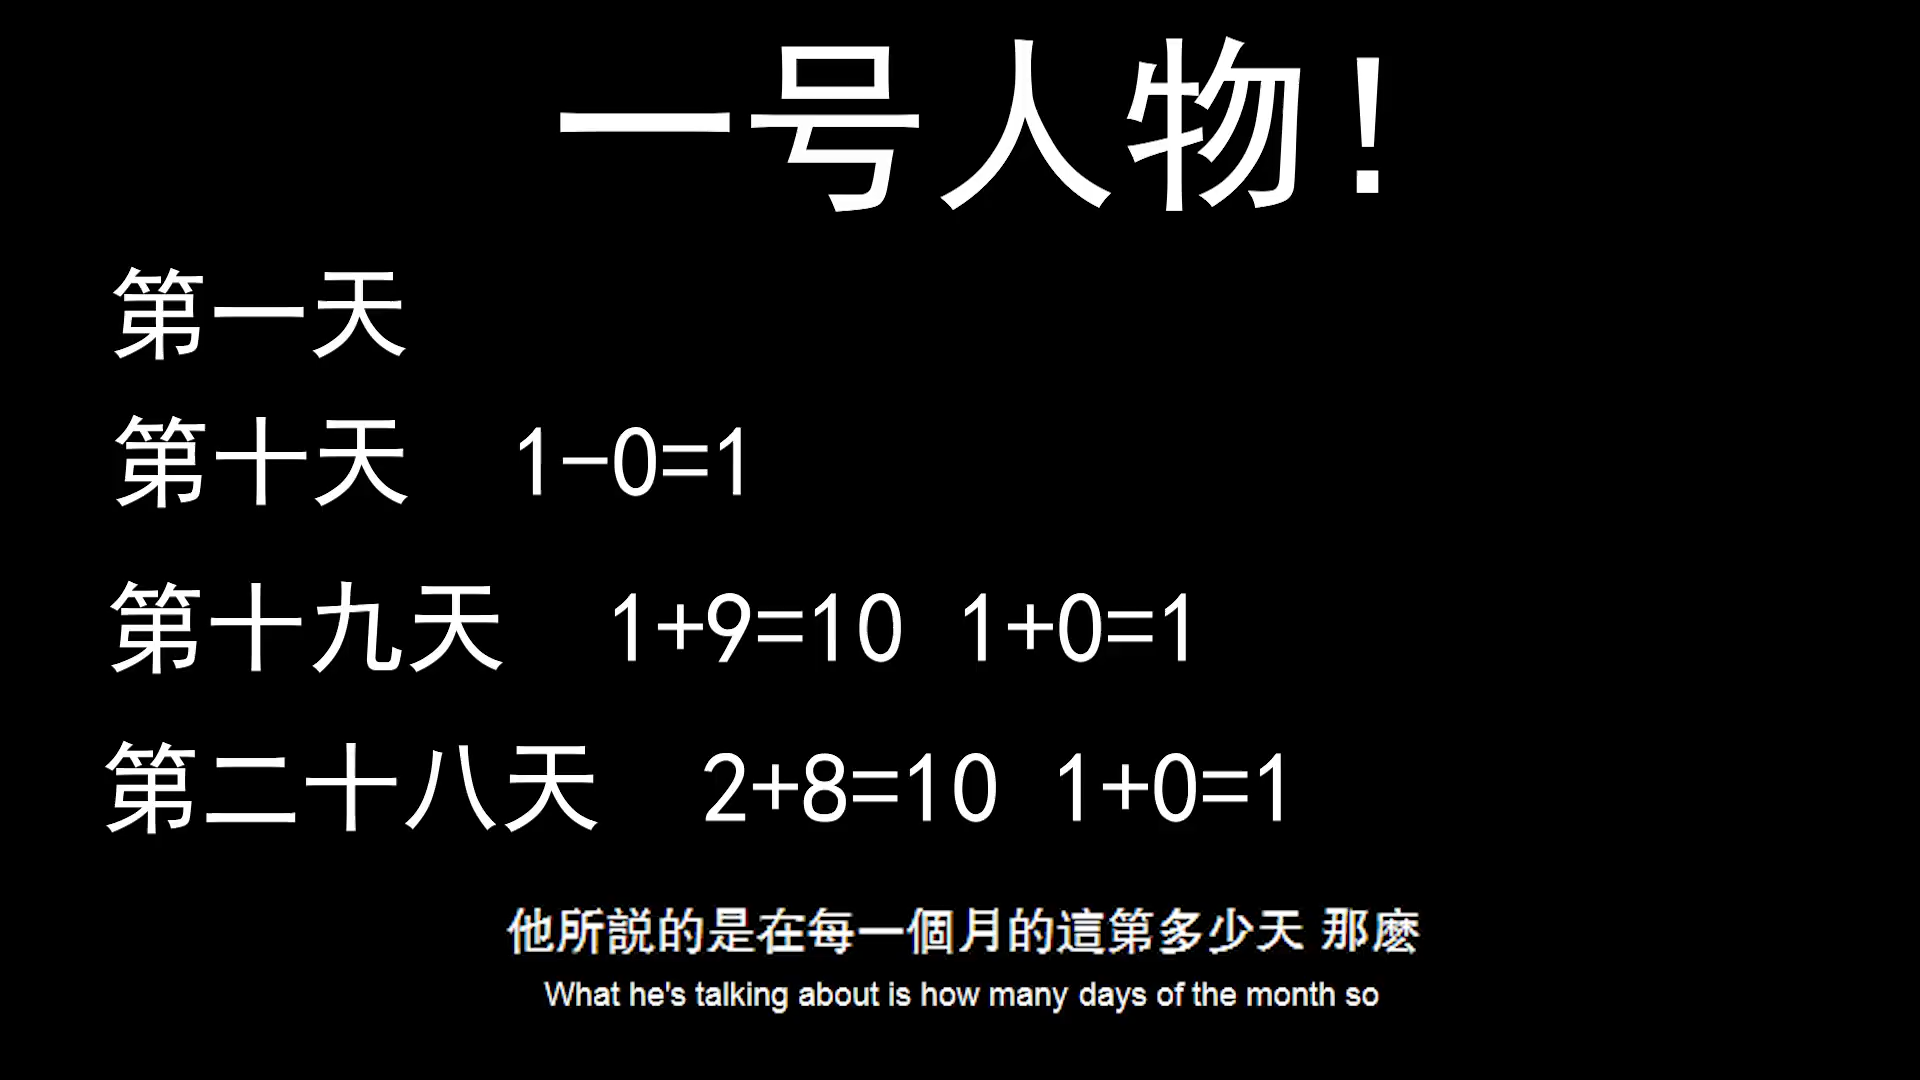 一号人物！
第一天
第十天 1-0=1
第十九天 1+9=10 1+0=1
第二十八天 2+8=10 1+0=1
他所説的是在每一個月的這第多少天 那麽
What he's talking about is how many days of the month so